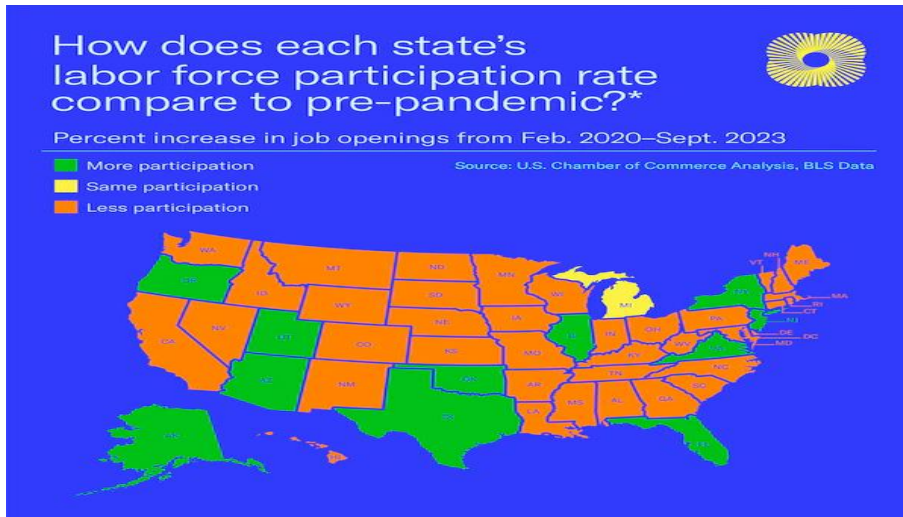 How does each state's
labor force participation rate
compare to pre-pandemic?*
Percent increase in job openings from Feb. 2020–Sept. 2023
More participation
Source: U.S. Chamber of Commerce Analysis, BLS Data
Same participation
Less participation
WA
MT
ND
MN
VT
NH
ME
OR
ID
SD
WI
MI
NY
MA
RI
WY
CT
NJ
IA
PA
NE
NV
UT
IL
IN
OH
DE
DC
CA
CO
KS
MO
WV
VA
MD
KY
NC
TN
AZ
NM
OK
AR
SC
MS
AL
GA
LA
TX
AK
FL